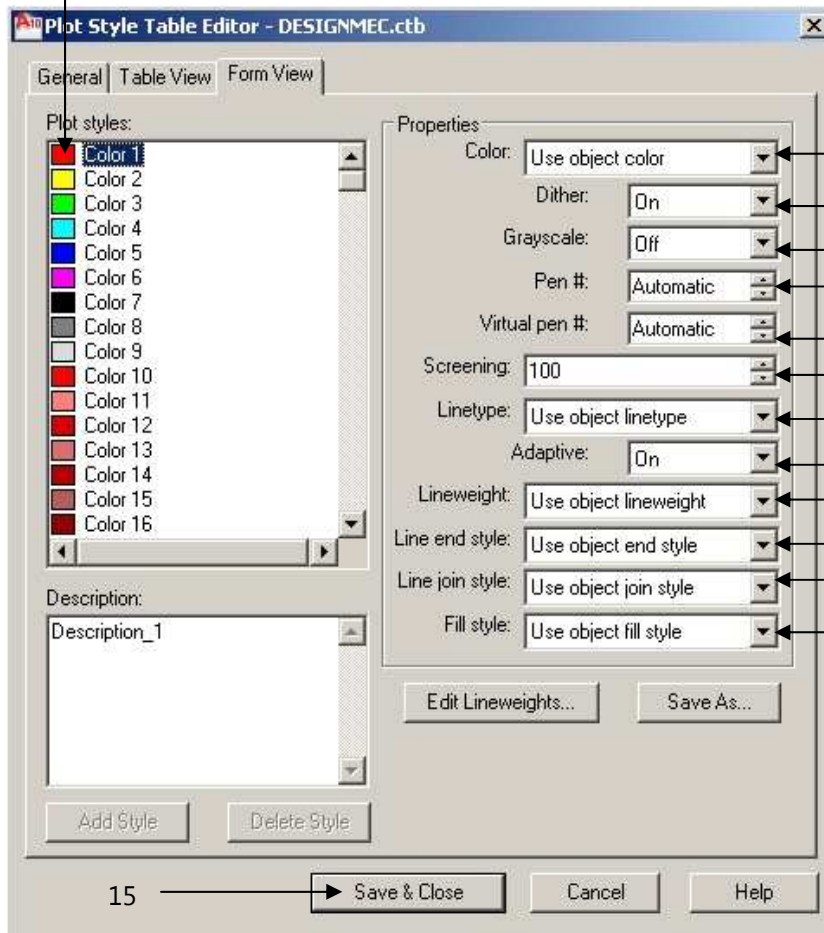 A10 Plot Style Table Editor - DESIGNMEC.ctb
General Table View Form View
Plot styles:
Color 1
Color 2
Color 3
Color 4
Color 5
Color 6
Color 7
Color 8
Color 9
Color 10
Color 11
Color 12
Color 13
Color 14
Color 15
Color 16
Description:
Description_1
Add Style Delete Style
Properties
Color: Use object color
Dither: On
Grayscale: Off
Pen #: Automatic
Virtual pen #: Automatic
Screening: 100
Linetype: Use object linetype
Adaptive: On
Lineweight: Use object lineweight
Line end style: Use object end style
Line join style: Use object join style
Fill style: Use object fill style
Edit Lineweights... Save As...
15 Save & Close Cancel Help